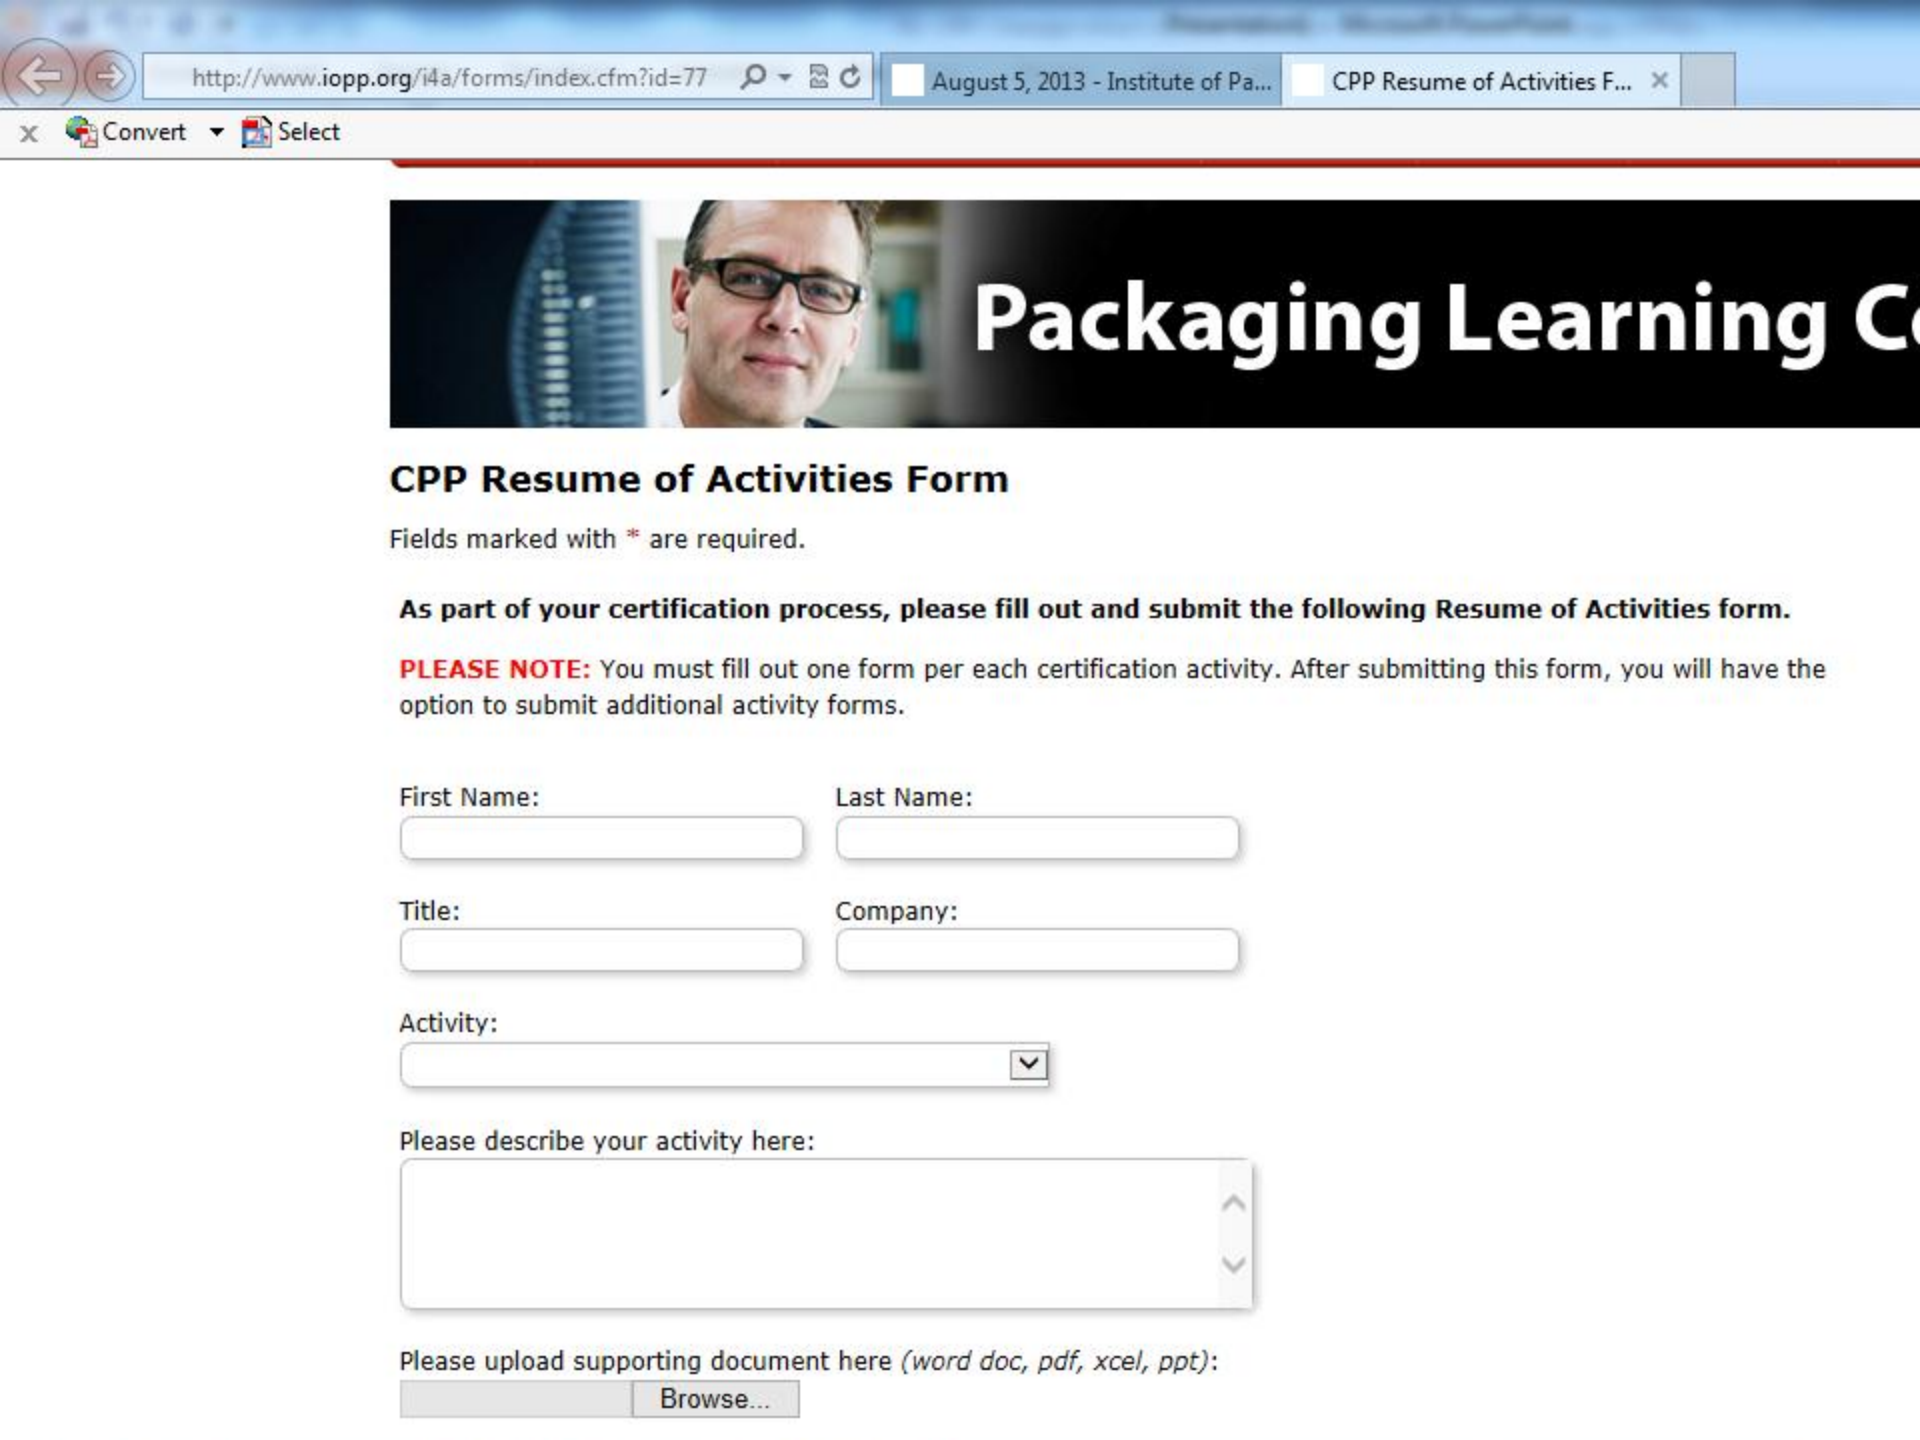 http://www.iopp.org/i4a/forms/index.cfm?id=77
August 5, 2013 - Institute of Pa...
CPP Resume of Activities F...
x Convert Select
Packaging Learning
CPP Resume of Activities Form
Fields marked with * are required.
As part of your certification process, please fill out and submit the following Resume of Activities form.
PLEASE NOTE: You must fill out one form per each certification activity. After submitting this form, you will have the
option to submit additional activity forms.
First Name: Last Name:
Title: Company:
Activity:
Please describe your activity here:
Please upload supporting document here (word doc, pdf, xcel, ppt):
Browse...